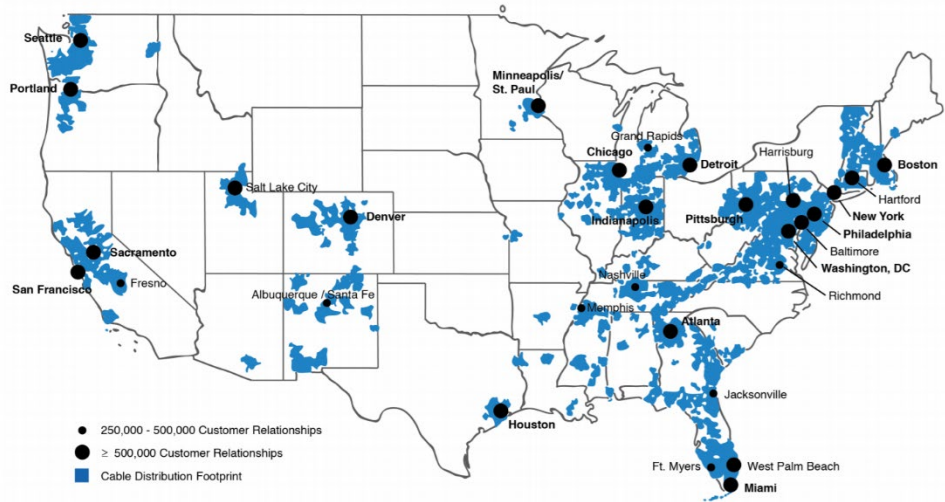 Seattle
Portland
Minneapolis/
St. Paul
Grand Rapids
Chicago
Detroit
Harrisburg
Boston
Hartford
Salt Lake City
Denver
Indianapolis
Pittsburgh
New York
Philadelphia
Baltimore
Washington, DC
Sacramento
San Francisco
Fresno
Nashville
Richmond
Albuquerque / Santa Fe
Memphis
Atlanta
Jacksonville
Houston
250,000 - 500,000 Customer Relationships
≥ 500,000 Customer Relationships
Cable Distribution Footprint
Ft. Myers
West Palm Beach
Miami